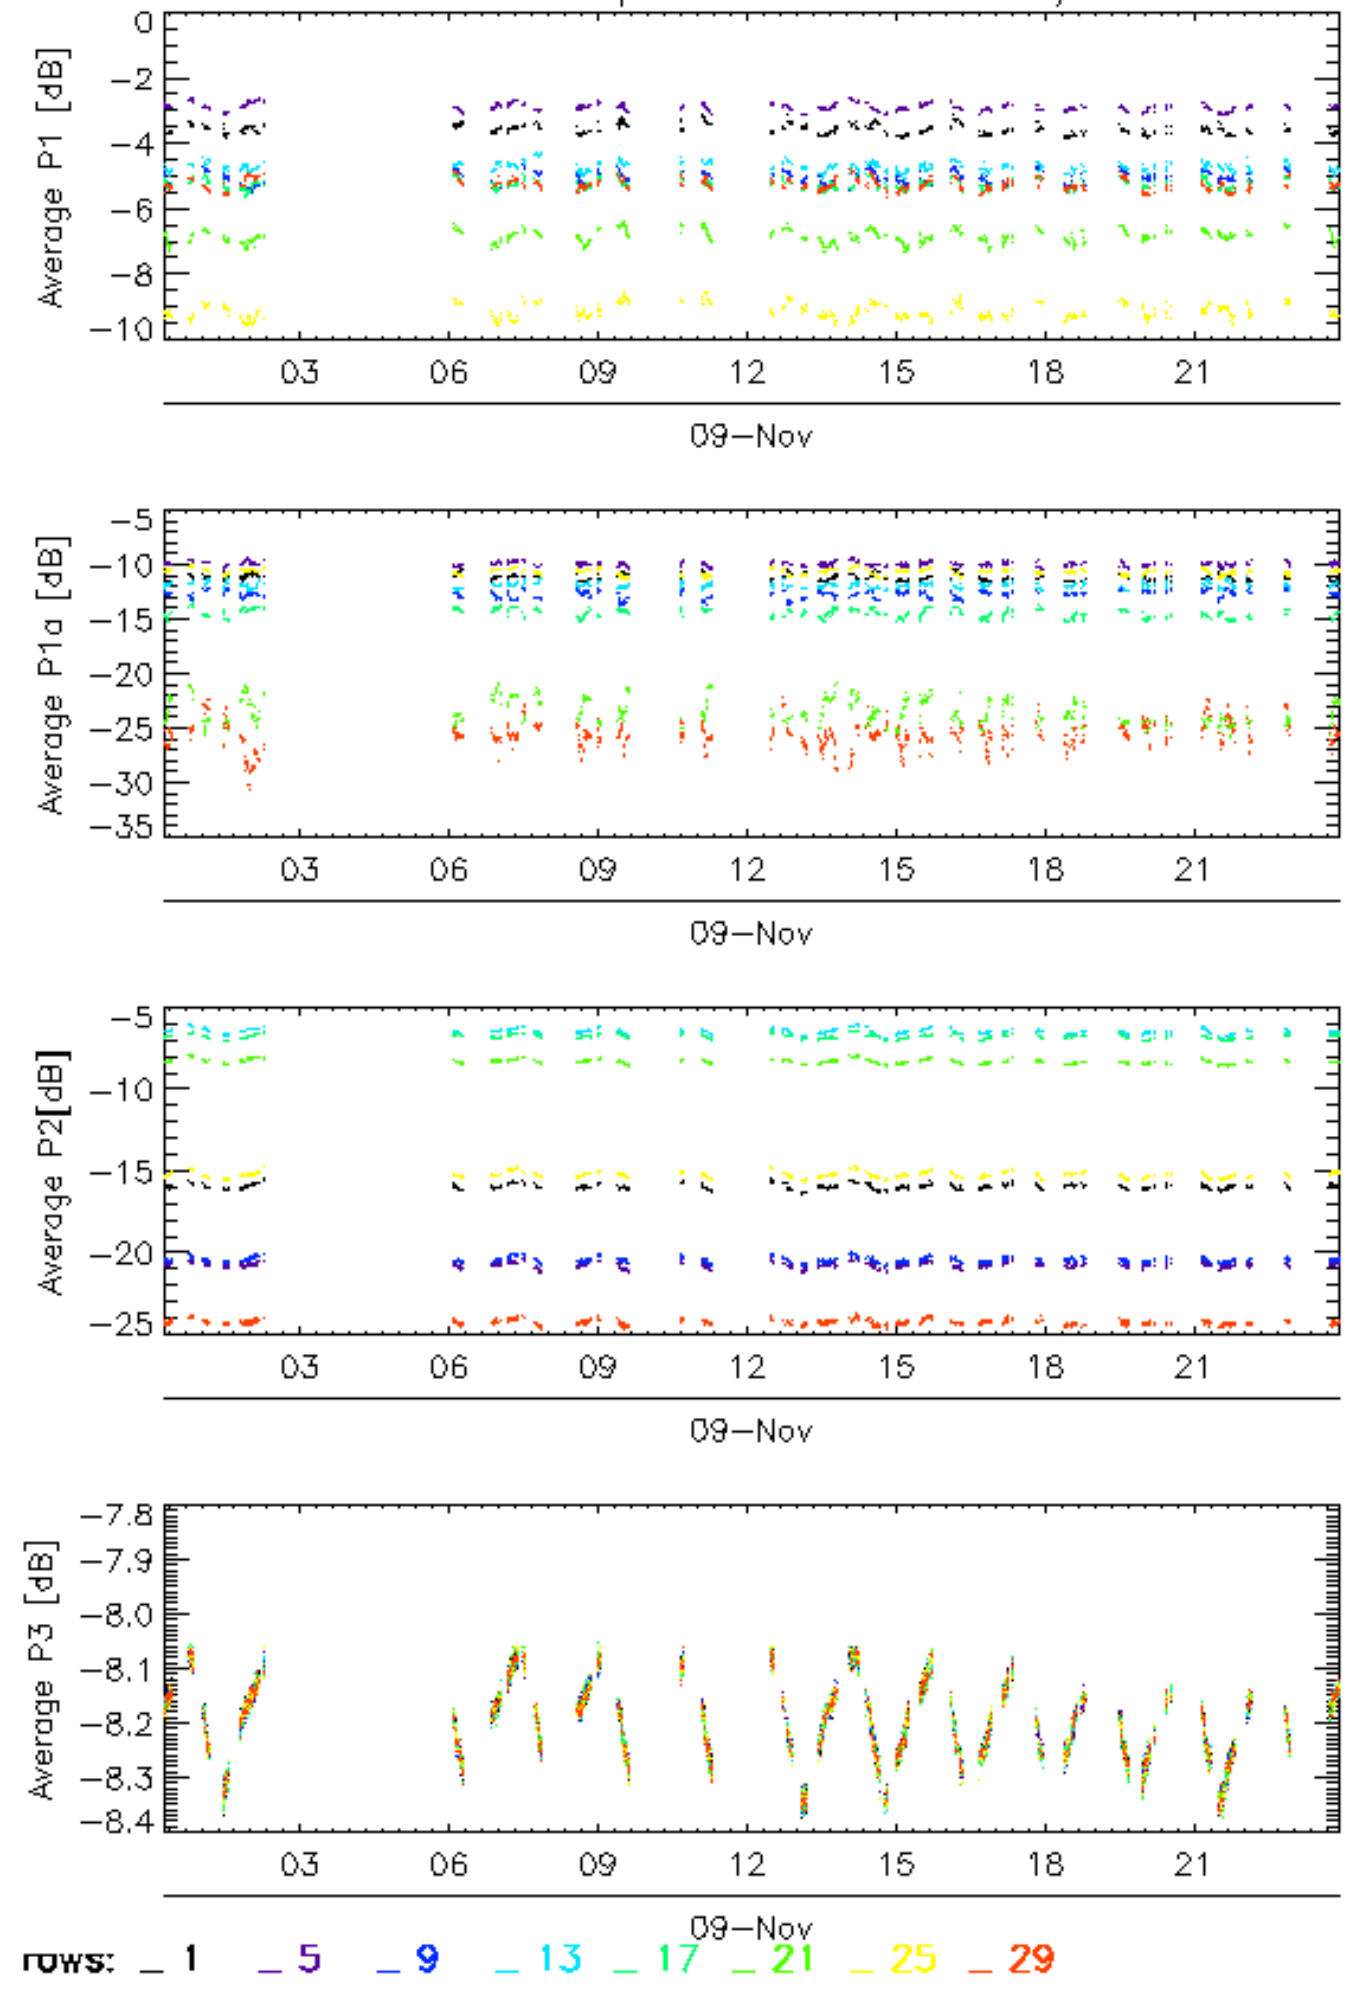 Average P1 [dB]
0
−2
−4
−6
−8
−10
03 06 09 12 15 18 21
09−Nov
Average P1a [dB]
−5
−10
−15
−20
−25
−30
−35
03 06 09 12 15 18 21
09−Nov
Average P2[dB]
−5
−10
−15
−20
−25
03 06 09 12 15 18 21
09−Nov
Average P3 [dB]
−7.8
−7.9
−8.0
−8.1
−8.2
−8.3
−8.4
03 06 09 12 15 18 21
09−Nov
rows: _ 1 _ 5 _ 9 _ 13 _ 17 _ 21 _ 25 _ 29